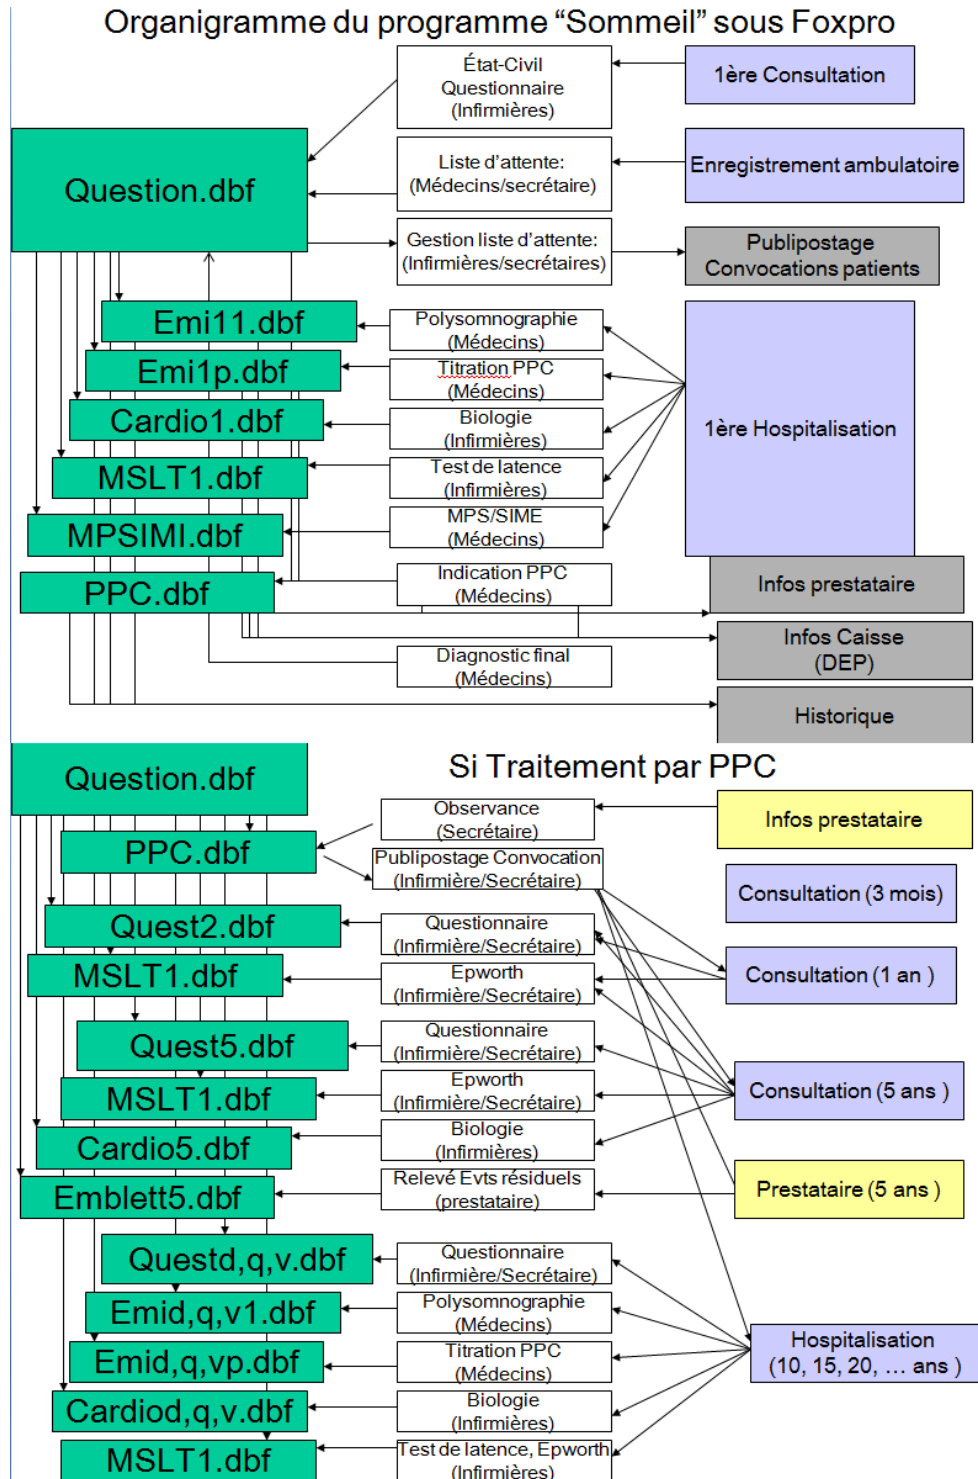 Organigramme du programme “Sommeil” sous Foxpro
État-Civil
Questionnaire
(Infirmières)
1ère Consultation
Question.dbf
Liste d’attente:
(Médecins/secrétaire)
Enregistrement ambulatoire
Gestion liste d’attente:
(Infirmières/secrétaires)
Publipostage
Convocations patients
Emi11.dbf
Polysomnographie
(Médecins)
Emi1p.dbf
Titration PPC
(Médecins)
Cardio1.dbf
Biologie
(Infirmières)
1ère Hospitalisation
MSLT1.dbf
Test de latence
(Infirmières)
MPSIMI.dbf
MPS/SIME
(Médecins)
PPC.dbf
Indication PPC
(Médecins)
Infos prestataire
Infos Caisse
(DEP)
Diagnostic final
(Médecins)
Historique
Si Traitement par PPC
Question.dbf
Observance
(Secrétaire)
Infos prestataire
PPC.dbf
Publipostage Convocation
(Infirmière/Secrétaire)
Consultation (3 mois)
Quest2.dbf
Questionnaire
(Infirmière/Secrétaire)
MSLT1.dbf
Epworth
(Infirmière/Secrétaire)
Consultation (1 an )
Quest5.dbf
Questionnaire
(Infirmière/Secrétaire)
MSLT1.dbf
Epworth
(Infirmière/Secrétaire)
Consultation (5 ans )
Cardio5.dbf
Biologie
(Infirmières)
Emblett5.dbf
Relevé Evts résiduels
(prestataire)
Prestataire (5 ans )
Questd,q,v.dbf
Questionnaire
(Infirmière/Secrétaire)
Emid,q,v1.dbf
Polysomnographie
(Médecins)
Emid,q,vp.dbf
Titration PPC
(Médecins)
Hospitalisation
(10, 15, 20, … ans )
Cardiod,q,v.dbf
Biologie
(Infirmières)
MSLT1.dbf
Test de latence, Epworth
(Infirmières)